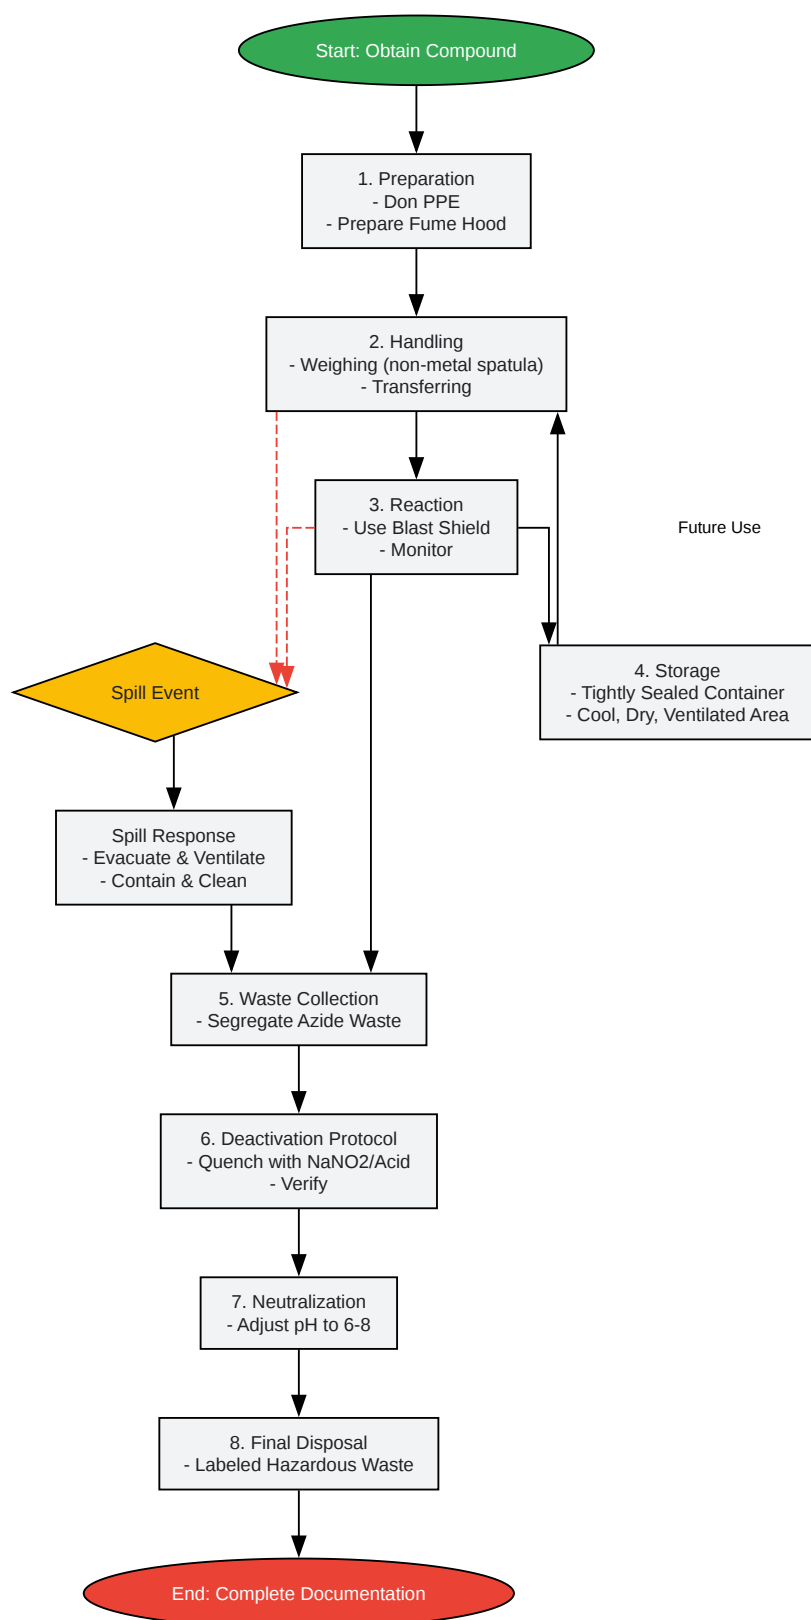 Start: Obtain Compound
1. Preparation
- Don PPE
- Prepare Fume Hood
2. Handling
- Weighing (non-metal spatula)
- Transferring
3. Reaction
- Use Blast Shield
- Monitor
Future Use
4. Storage
- Tightly Sealed Container
- Cool, Dry, Ventilated Area
Spill Event
Spill Response
- Evacuate & Ventilate
- Contain & Clean
5. Waste Collection
- Segregate Azide Waste
6. Deactivation Protocol
- Quench with NaNO2/Acid
- Verify
7. Neutralization
- Adjust pH to 6-8
8. Final Disposal
- Labeled Hazardous Waste
End: Complete Documentation